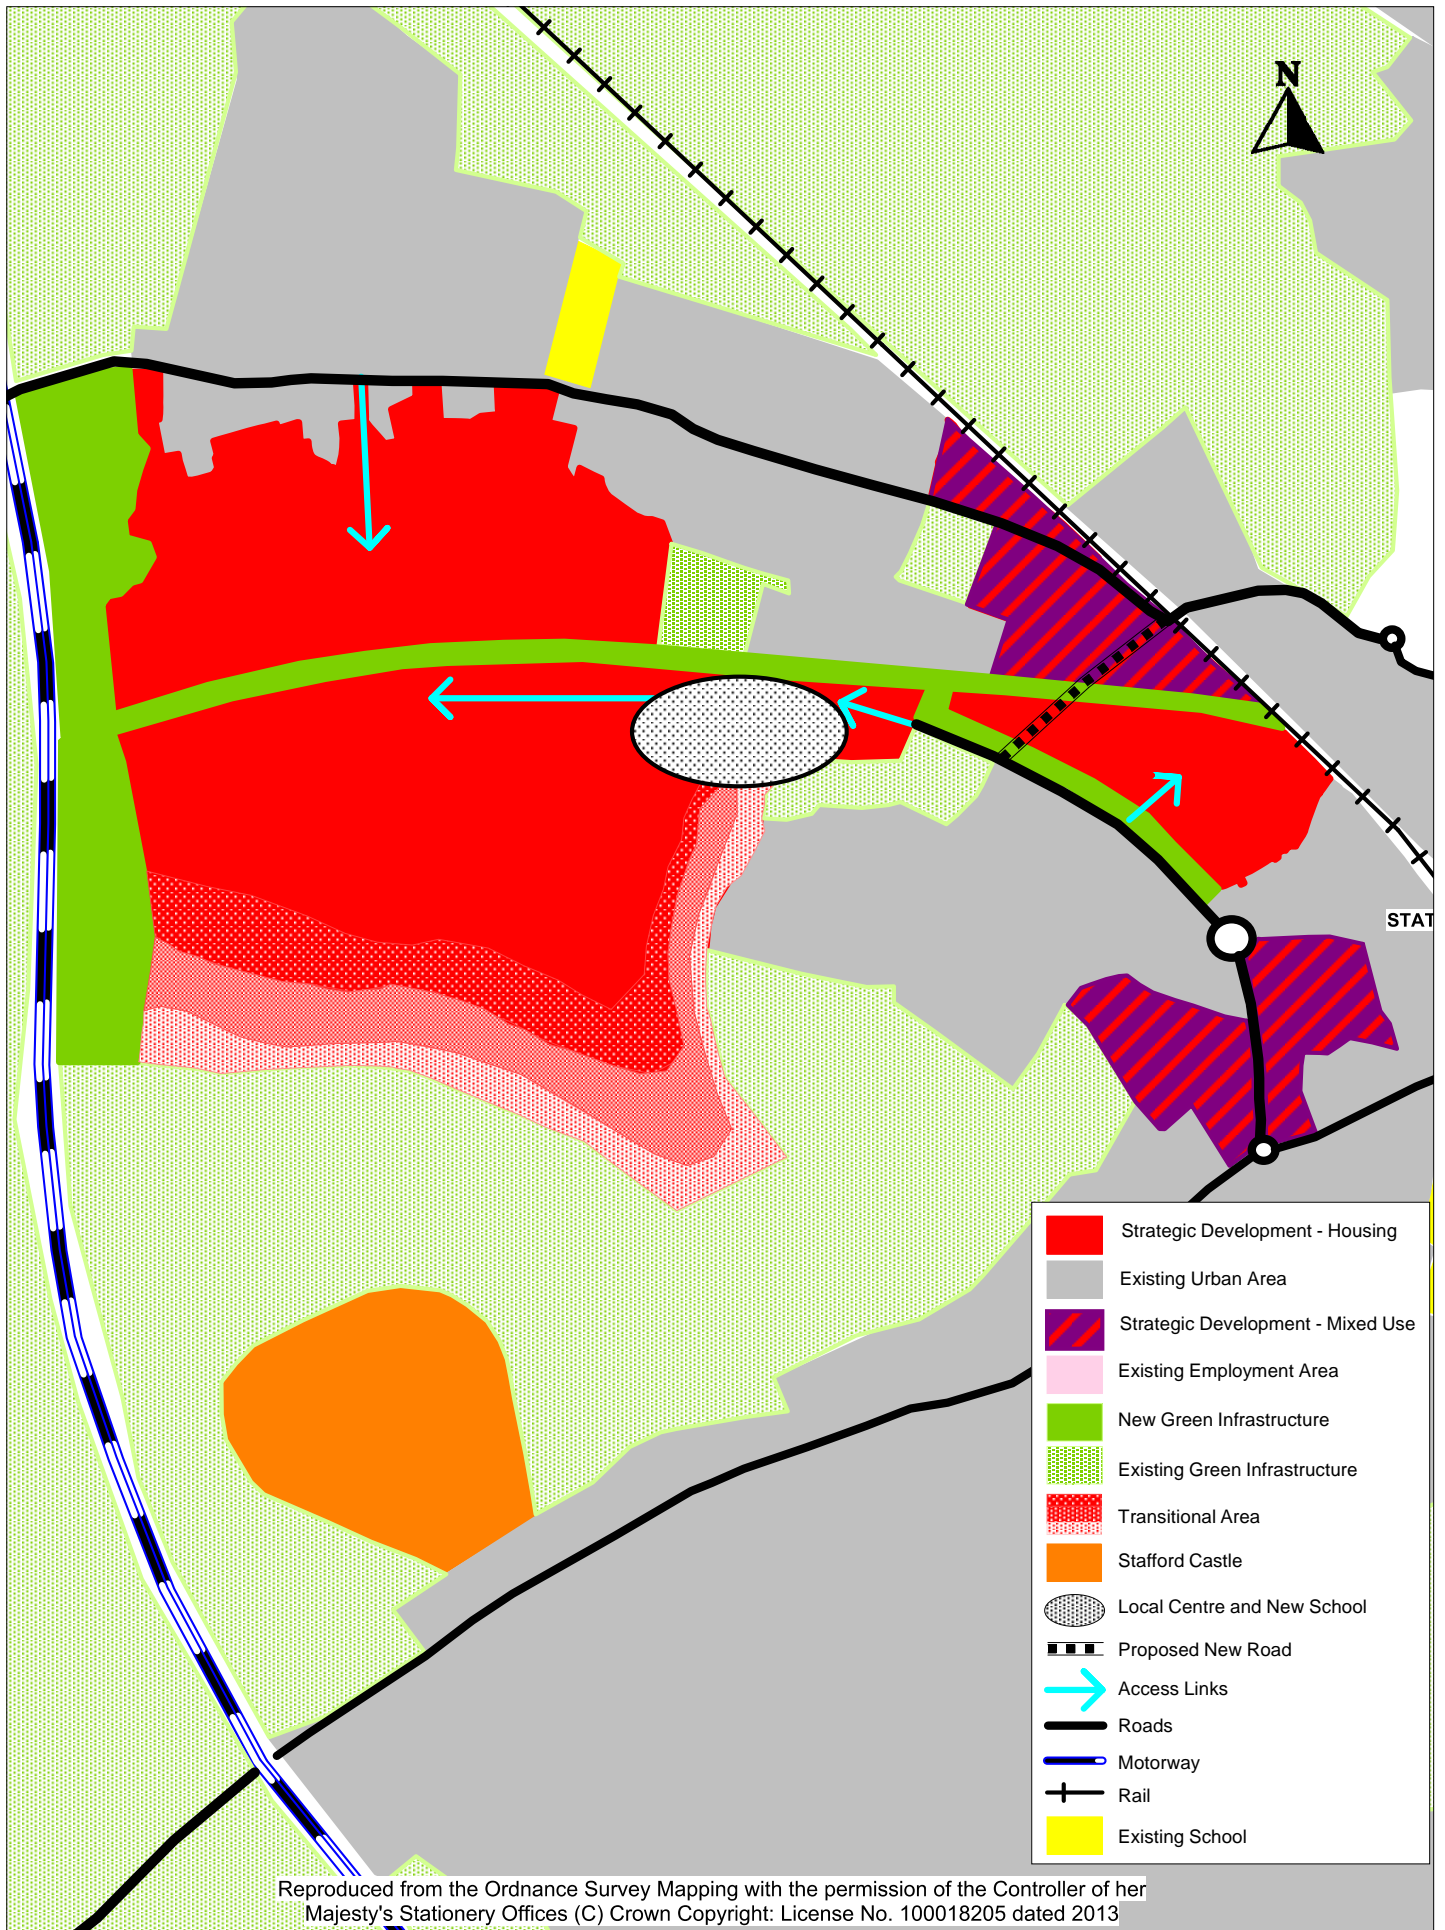 N
STAT
Strategic Development - Housing
Existing Urban Area
Strategic Development - Mixed Use
Existing Employment Area
New Green Infrastructure
Existing Green Infrastructure
Transitional Area
Stafford Castle
Local Centre and New School
Proposed New Road
Access Links
Roads
Motorway
Rail
Existing School
Reproduced from the Ordnance Survey Mapping with the permission of the Controller of her
Majesty's Stationery Offices (C) Crown Copyright: License No. 100018205 dated 2013